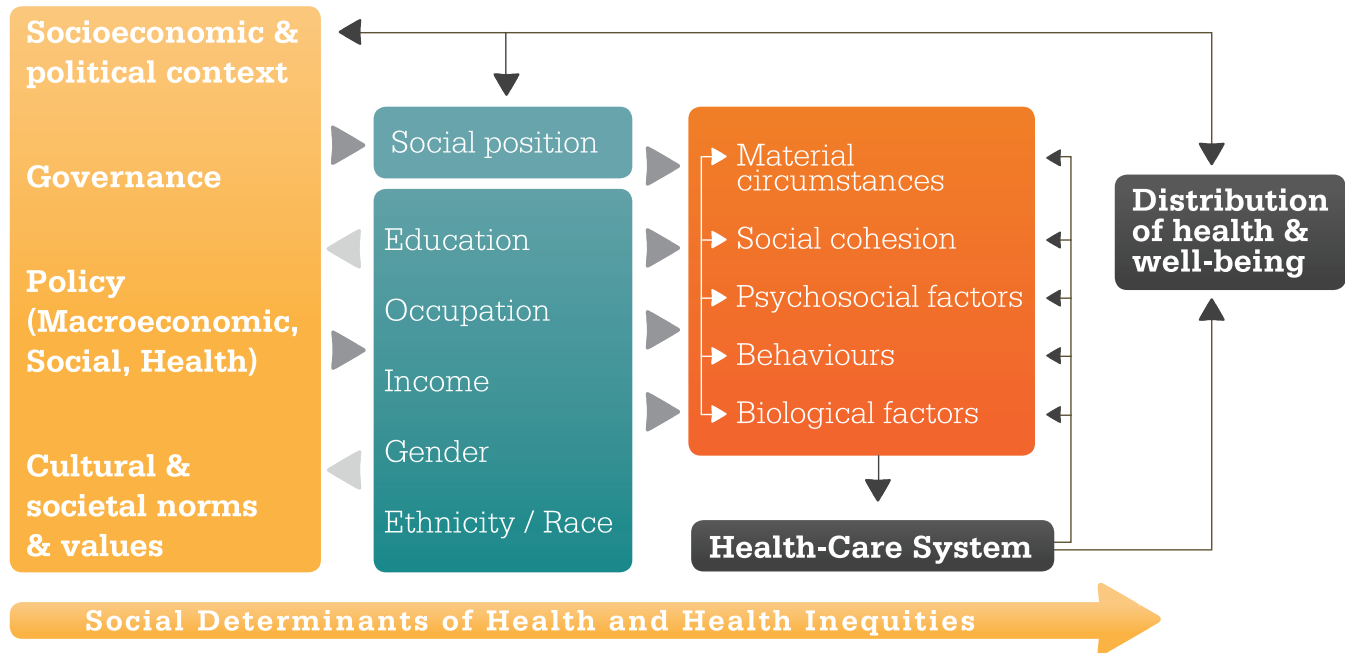 Socioeconomic &
political context
Governance
Policy
(Macroeconomic,
Social, Health)
Cultural &
societal norms
& values
Social position
Education
Occupation
Income
Gender
Ethnicity / Race
Material
circumstances
Social cohesion
Psychosocial factors
Behaviours
Biological factors
Health-Care System
Distribution
of health &
well-being
Social Determinants of Health and Health Inequities